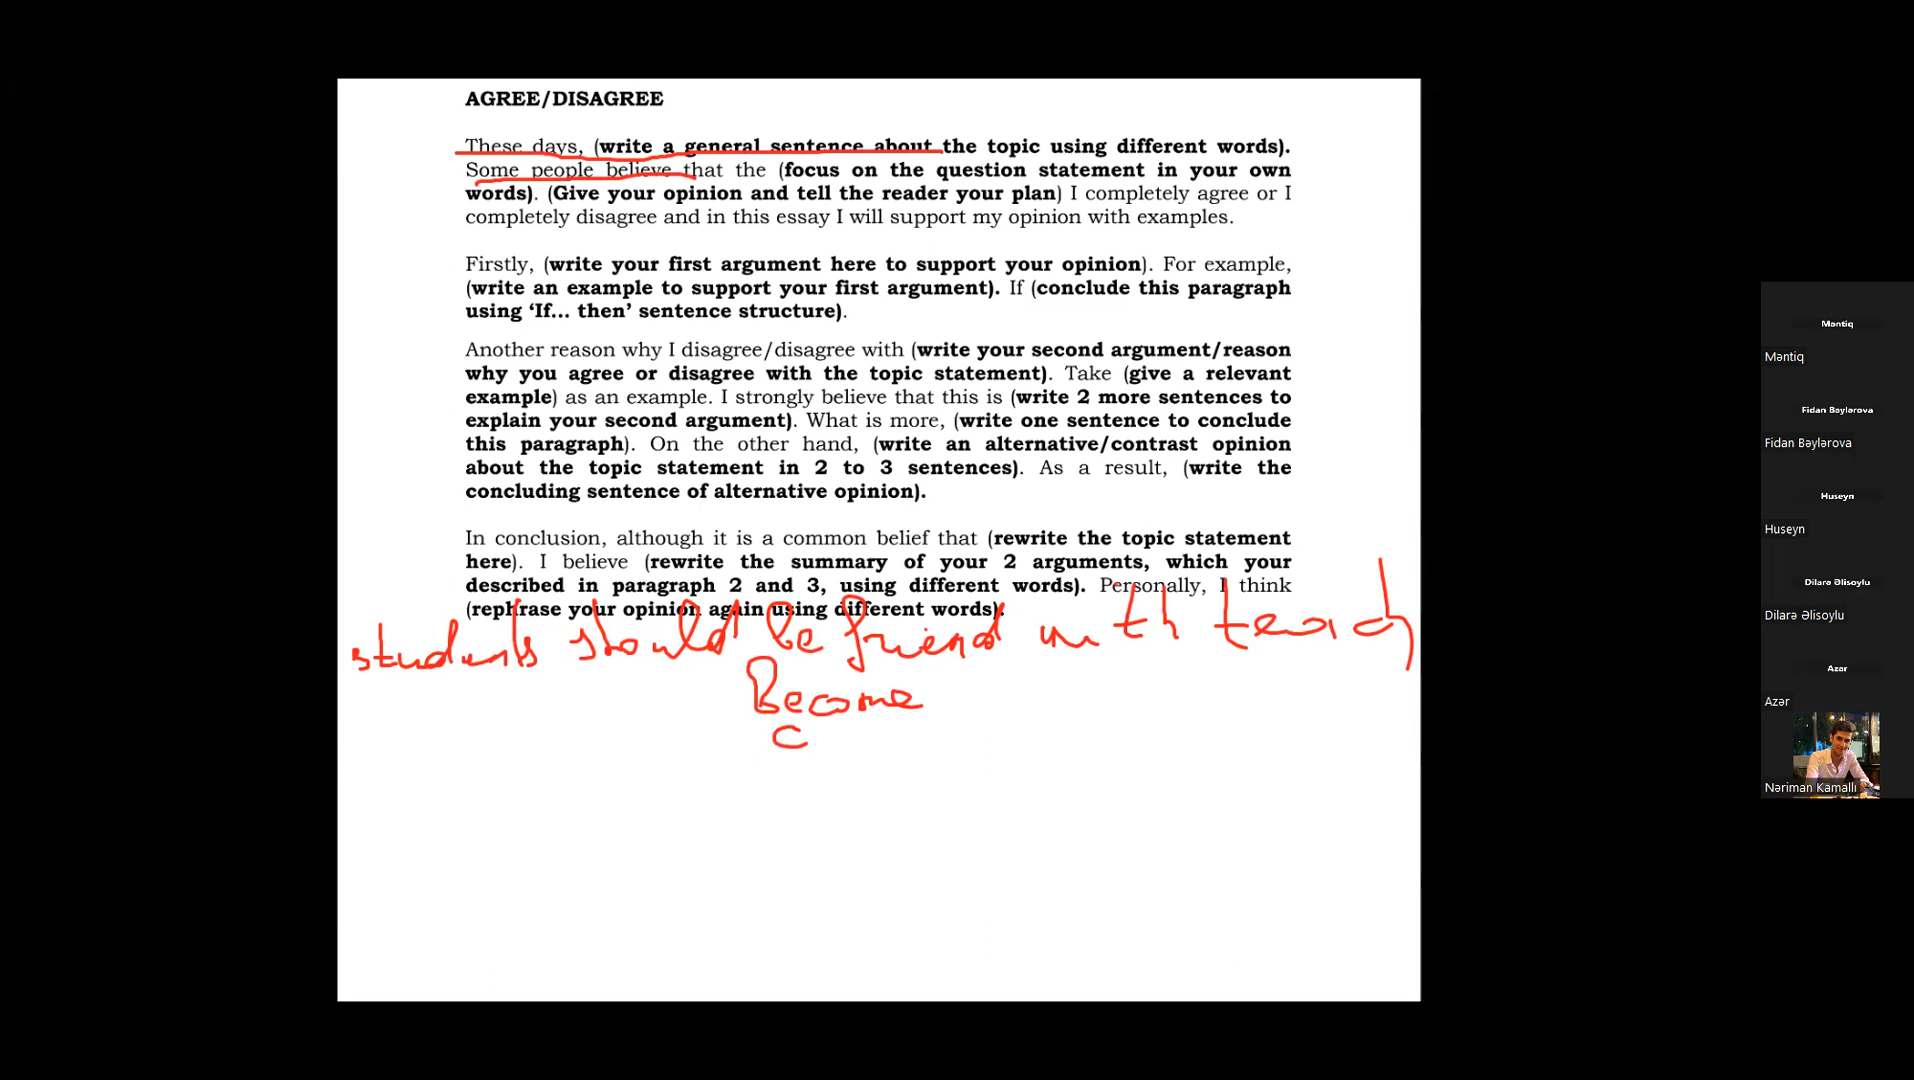 AGREE/DISAGREE
These days, (write a general sentence about the topic using different words).
Some people believe that the (focus on the question statement in your own
words). (Give your opinion and tell the reader your plan) I completely agree or I
completely disagree and in this essay I will support my opinion with examples.
Firstly, (write your first argument here to support your opinion). For example,
(write an example to support your first argument). If (conclude this paragraph
using ‘If... then’ sentence structure).
Another reason why I disagree/disagree with (write your second argument/reason
why you agree or disagree with the topic statement). Take (give a relevant
example) as an example. I strongly believe that this is (write 2 more sentences to
explain your second argument). What is more, (write one sentence to conclude
this paragraph). On the other hand, (write an alternative/contrast opinion
about the topic statement in 2 to 3 sentences). As a result, (write the
concluding sentence of alternative opinion).
In conclusion, although it is a common belief that (rewrite the topic statement
here). I believe (rewrite the summary of your 2 arguments, which your
described in paragraph 2 and 3, using different words). Personally, I think
(rephrase your opinion again using different words).
students should be friend with teach
Become
C
Məntiq
Məntiq
Fidan Bəylərova
Fidan Bəylərova
Huseyn
Huseyn
Dilarə Əlisoylu
Dilarə Əlisoylu
Azər
Azər
Nəriman Kamallı